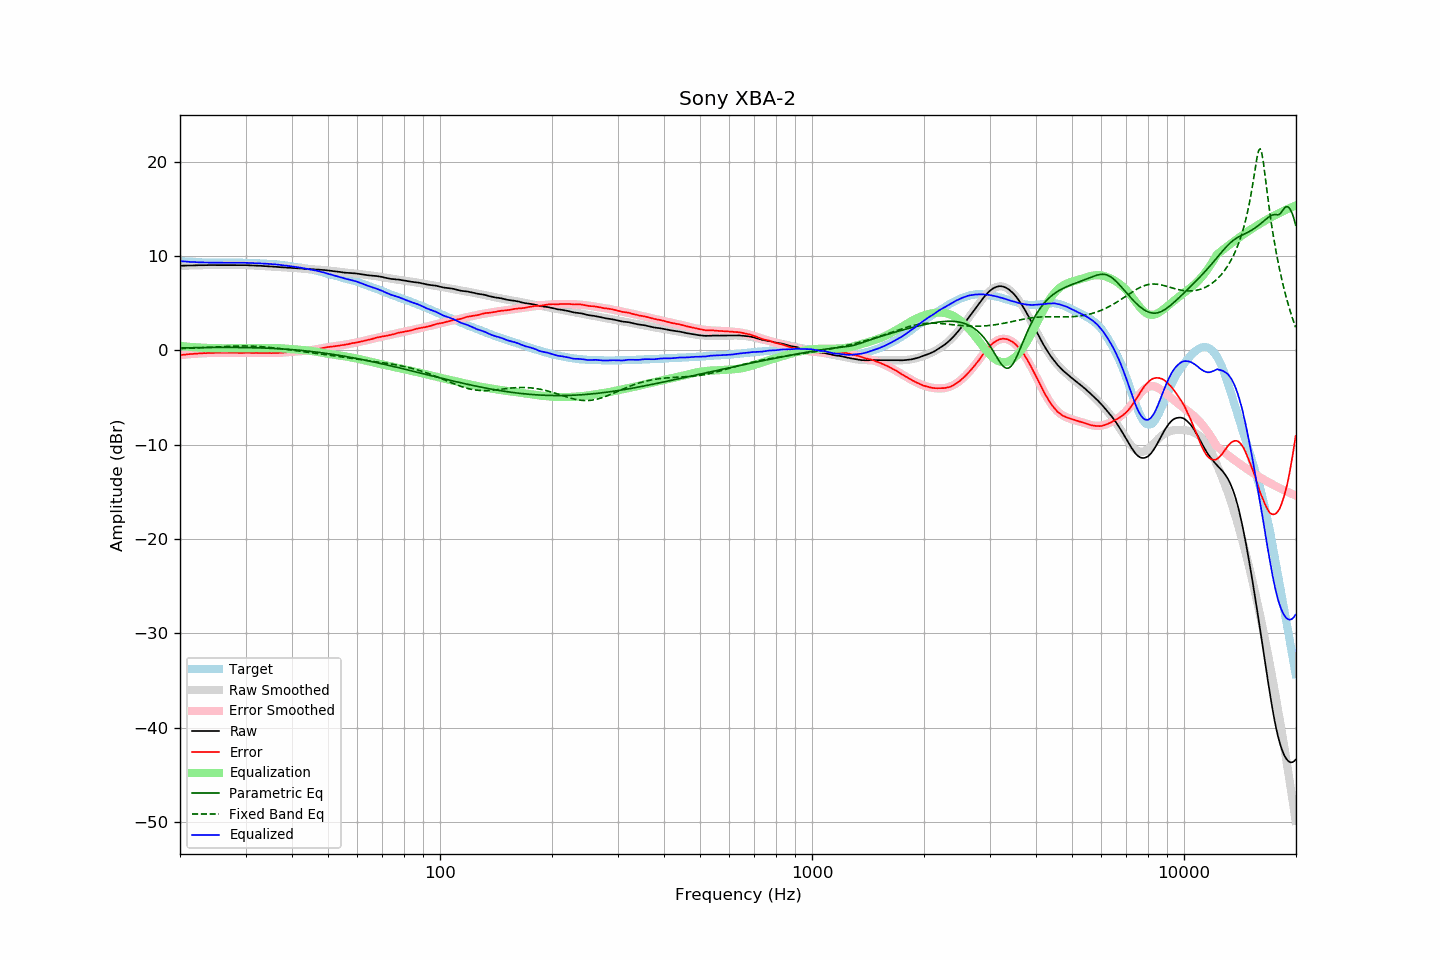 Sony XBA-2
Amplitude (dBr)
20
10
0
−10
−20
−30
−40
−50
Target
Raw Smoothed
Error Smoothed
Raw
Error
Equalization
Parametric Eq
Fixed Band Eq
Equalized
100
1000
10000
Frequency (Hz)